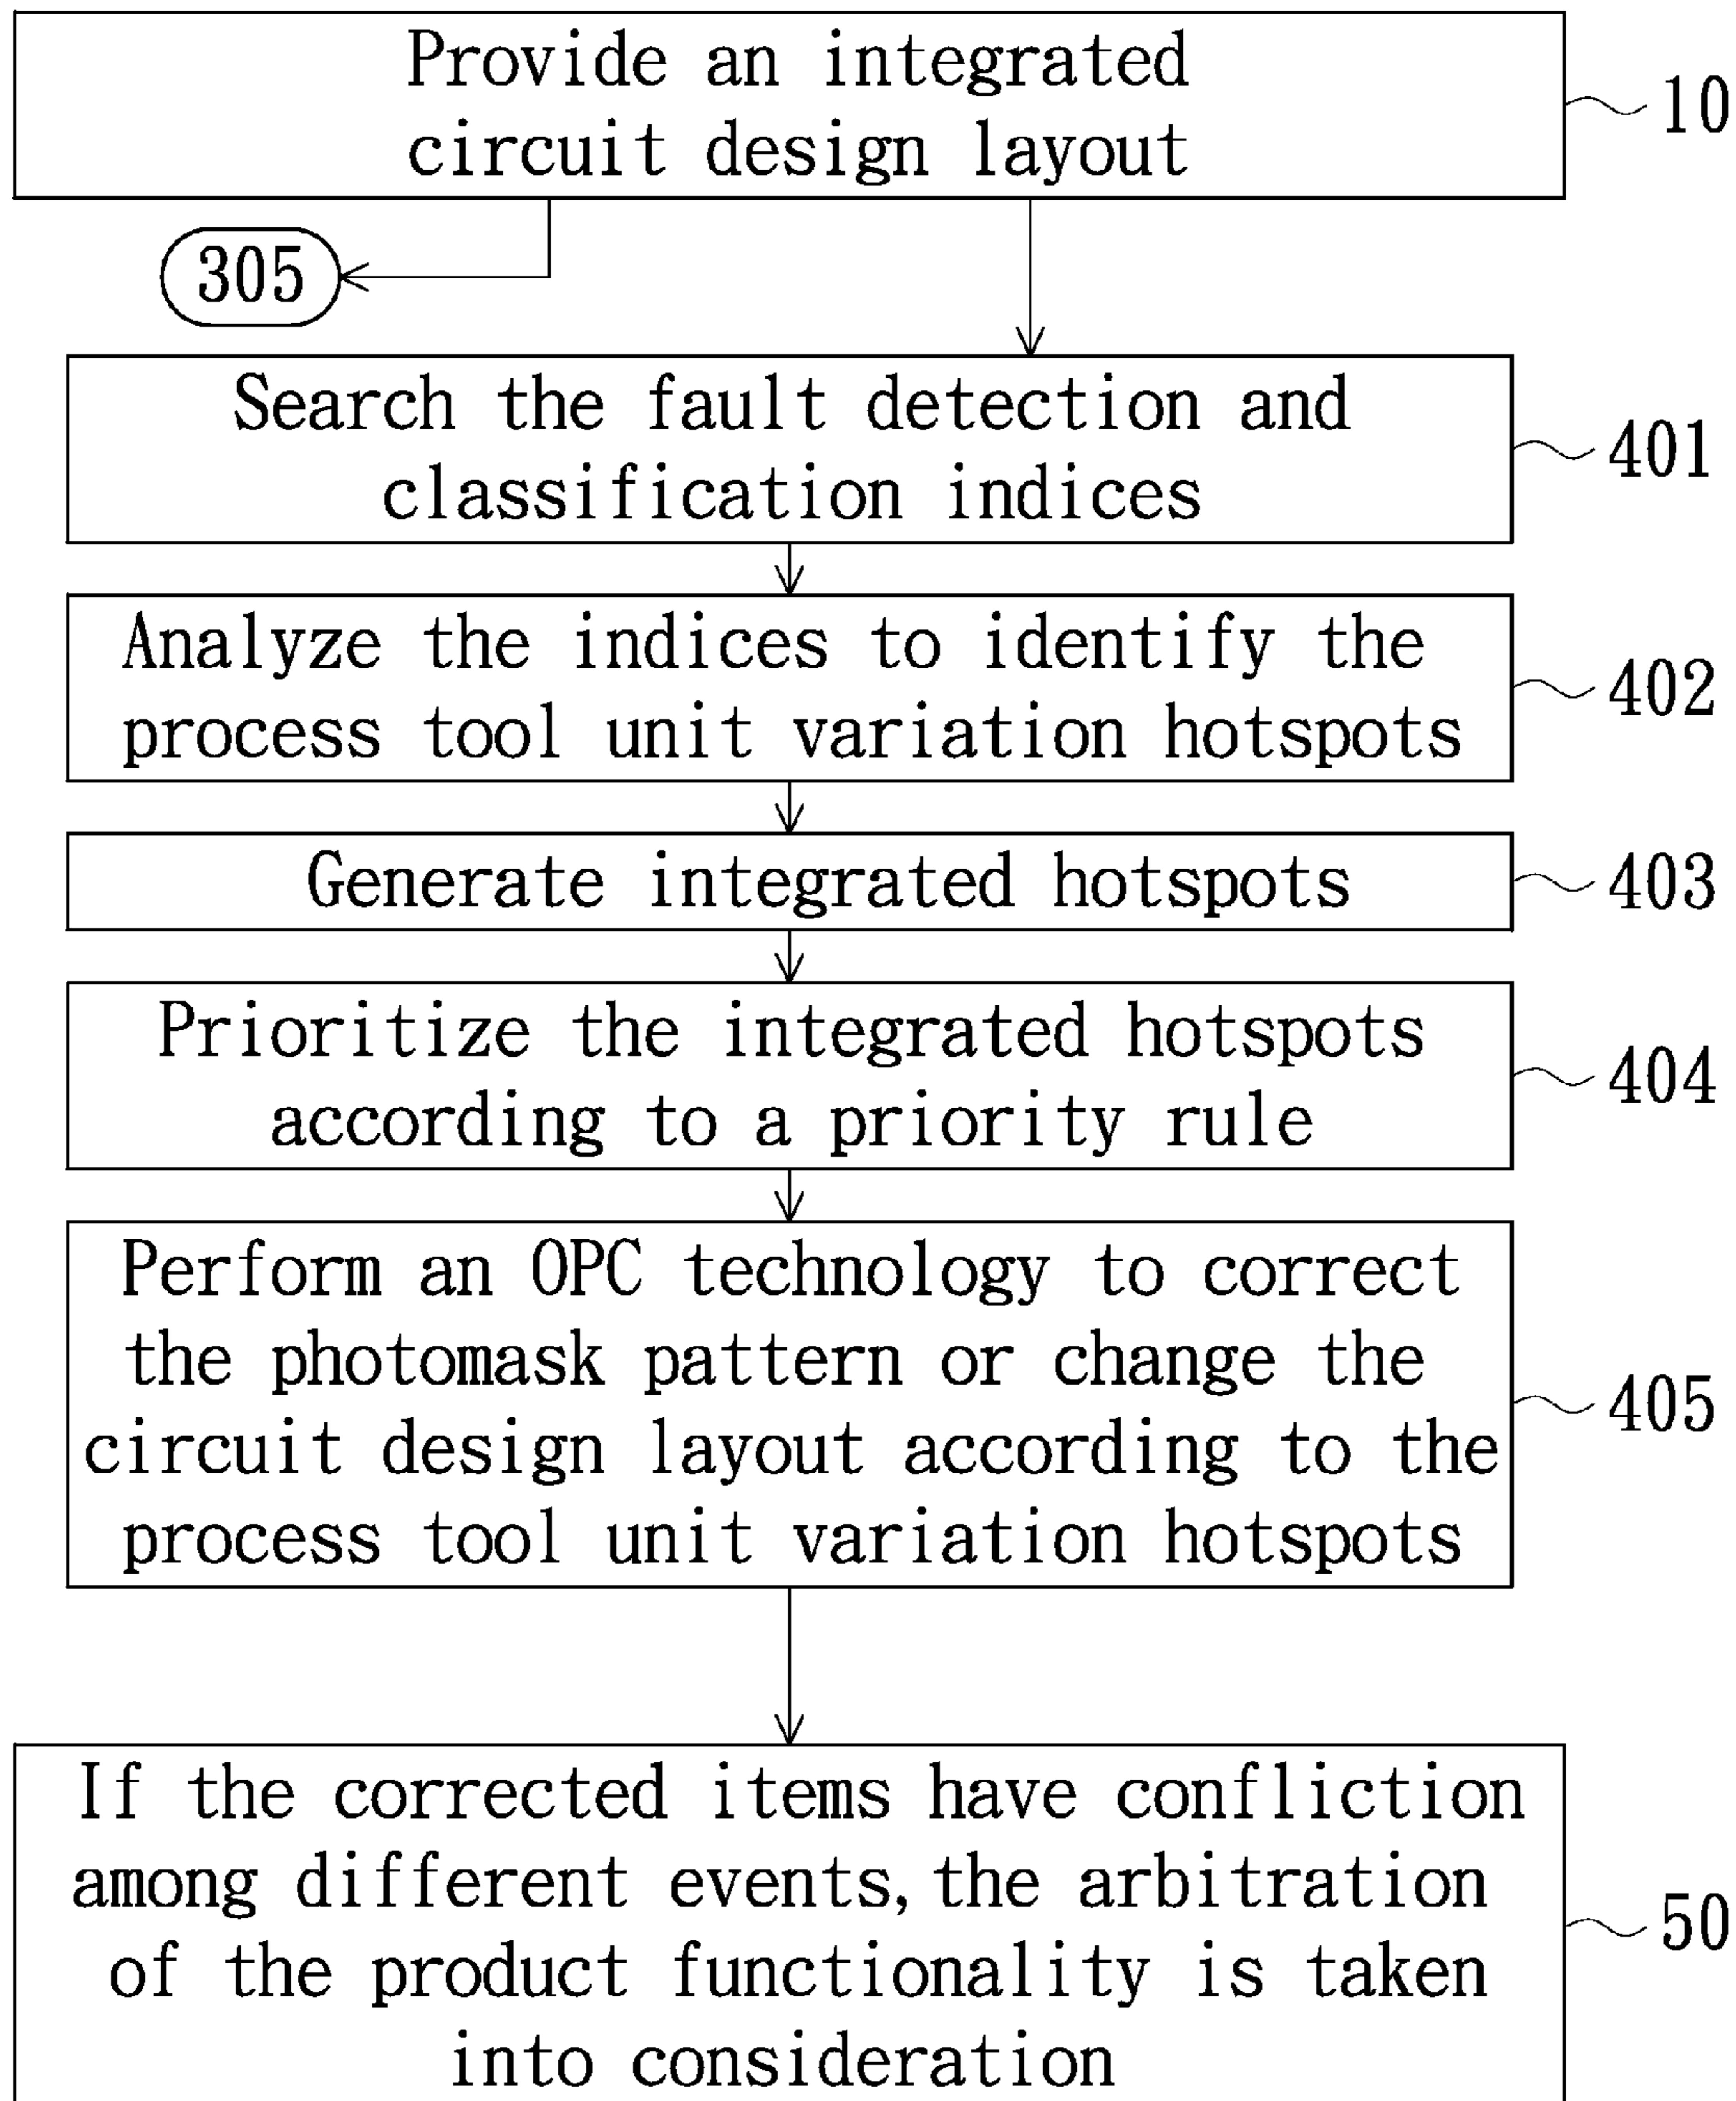 Provide an integrated
circuit design layout
10
305
Search the fault detection and
classification indices
401
Analyze the indices to identify the
process tool unit variation hotspots
402
Generate integrated hotspots
403
Prioritize the integrated hotspots
according to a priority rule
404
Perform an OPC technology to correct
the photomask pattern or change the
circuit design layout according to the
process tool unit variation hotspots
405
If the corrected items have confliction
among different events, the arbitration
of the product functionality is taken
into consideration
50